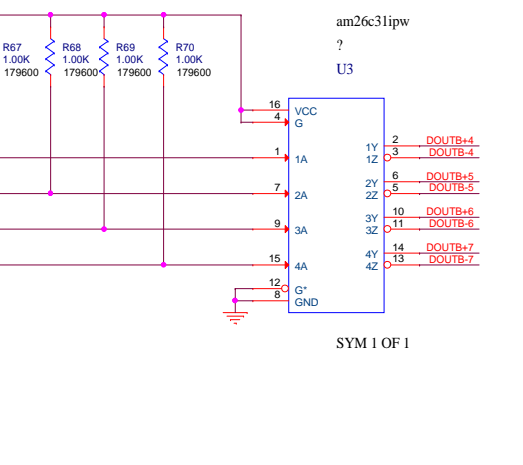 am26c31ipw
?
U3
R67
1.00K
179600
R68
1.00K
179600
R69
1.00K
179600
R70
1.00K
179600
16 VCC
4 G
1 1A
7 2A
9 3A
15 4A
12 G*
8 GND
1Y 2 DOUTB+4
1Z 3 DOUTB-4
2Y 6 DOUTB+5
2Z 5 DOUTB-5
3Y 10 DOUTB+6
3Z 11 DOUTB-6
4Y 14 DOUTB+7
4Z 13 DOUTB-7
SYM 1 OF 1